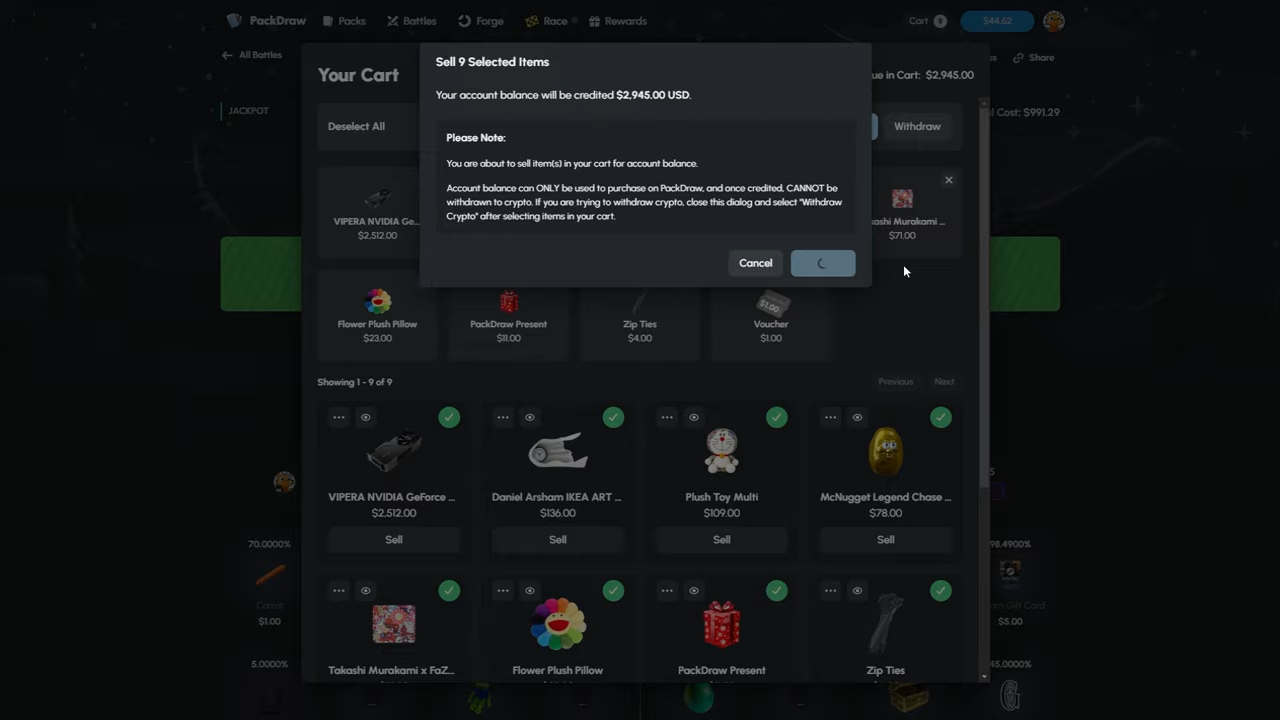 PackDraw
Packs
Battles
Forge
Race
Rewards
Cart 9
$44.62
All Battles
Share
Your Cart
ue in Cart: $2,945.00
JACKPOT
l Cost: $991.29
Deselect All
Withdraw
Sell 9 Selected Items
Your account balance will be credited $2,945.00 USD.
Please Note:
You are about to sell item(s) in your cart for account balance.
Account balance can ONLY be used to purchase on PackDraw, and once credited, CANNOT be
withdrawn to crypto. If you are trying to withdraw crypto, close this dialog and select "Withdraw
Crypto" after selecting items in your cart.
Cancel
VIPERA NVIDIA Ge...
$2,512.00
ashi Murakami ...
$71.00
Flower Plush Pillow
$23.00
PackDraw Present
$11.00
Zip Ties
$4.00
$1.00
Voucher
$1.00
Showing 1 - 9 of 9
Previous
Next
VIPERA NVIDIA GeForce ...
$2,512.00
Sell
Daniel Arsham IKEA ART ...
$136.00
Sell
Plush Toy Multi
$109.00
Sell
McNugget Legend Chase ...
$78.00
Sell
70.0000%
Carrot
$1.00
98.4900%
m Gift Card
$5.00
5.0000%
45.0000%
Takashi Murakami x FaZ...
Flower Plush Pillow
PackDraw Present
Zip Ties